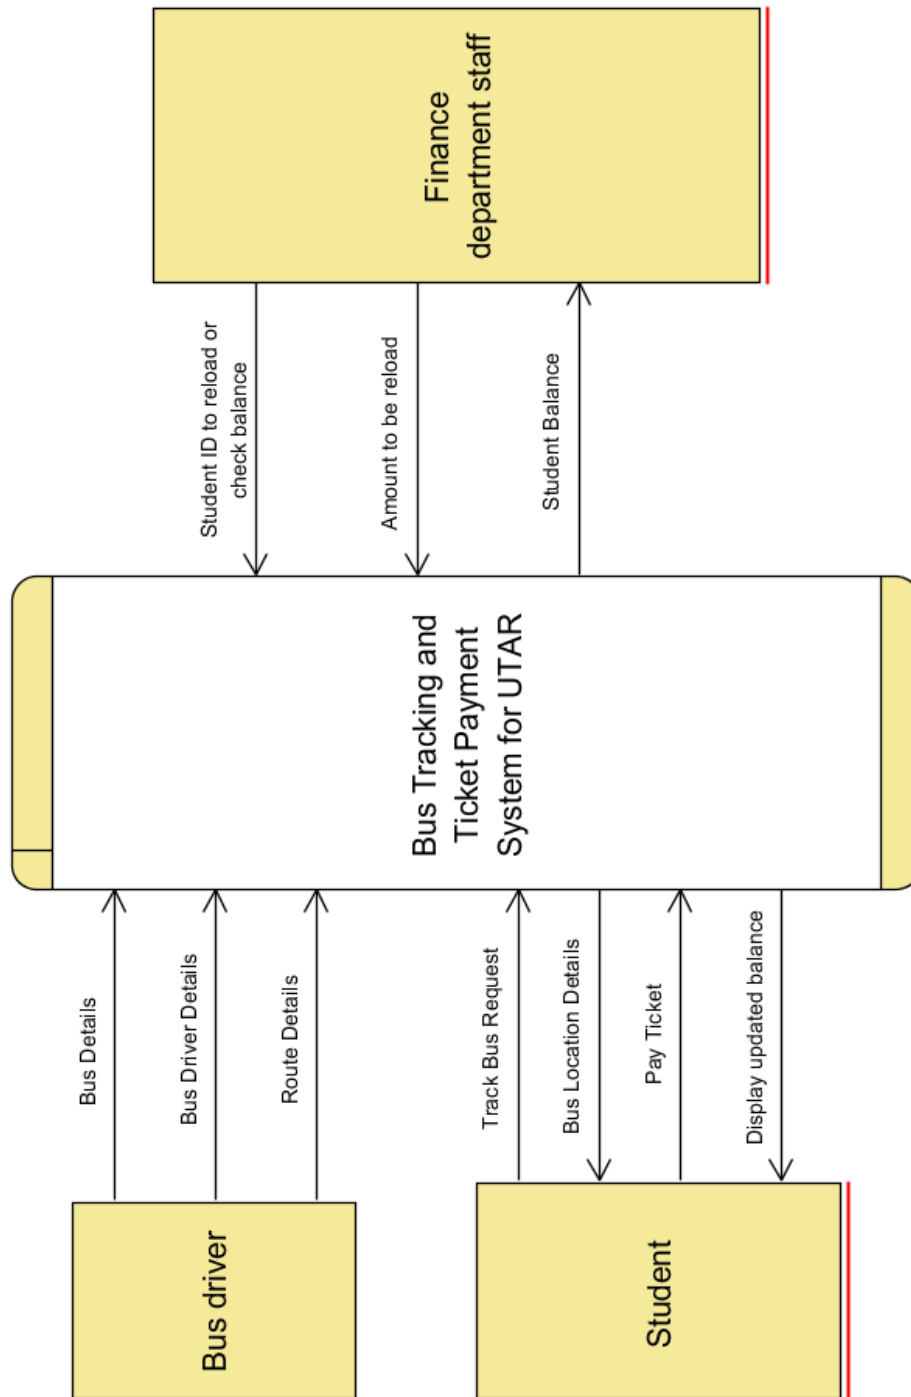 Bus driver
Bus Details
Bus Driver Details
Route Details
Student
Track Bus Request
Bus Location Details
Pay Ticket
Display updated balance
Bus Tracking and
Ticket Payment
System for UTAR
Student ID to reload or
check balance
Amount to be reload
Student Balance
Finance
department staff